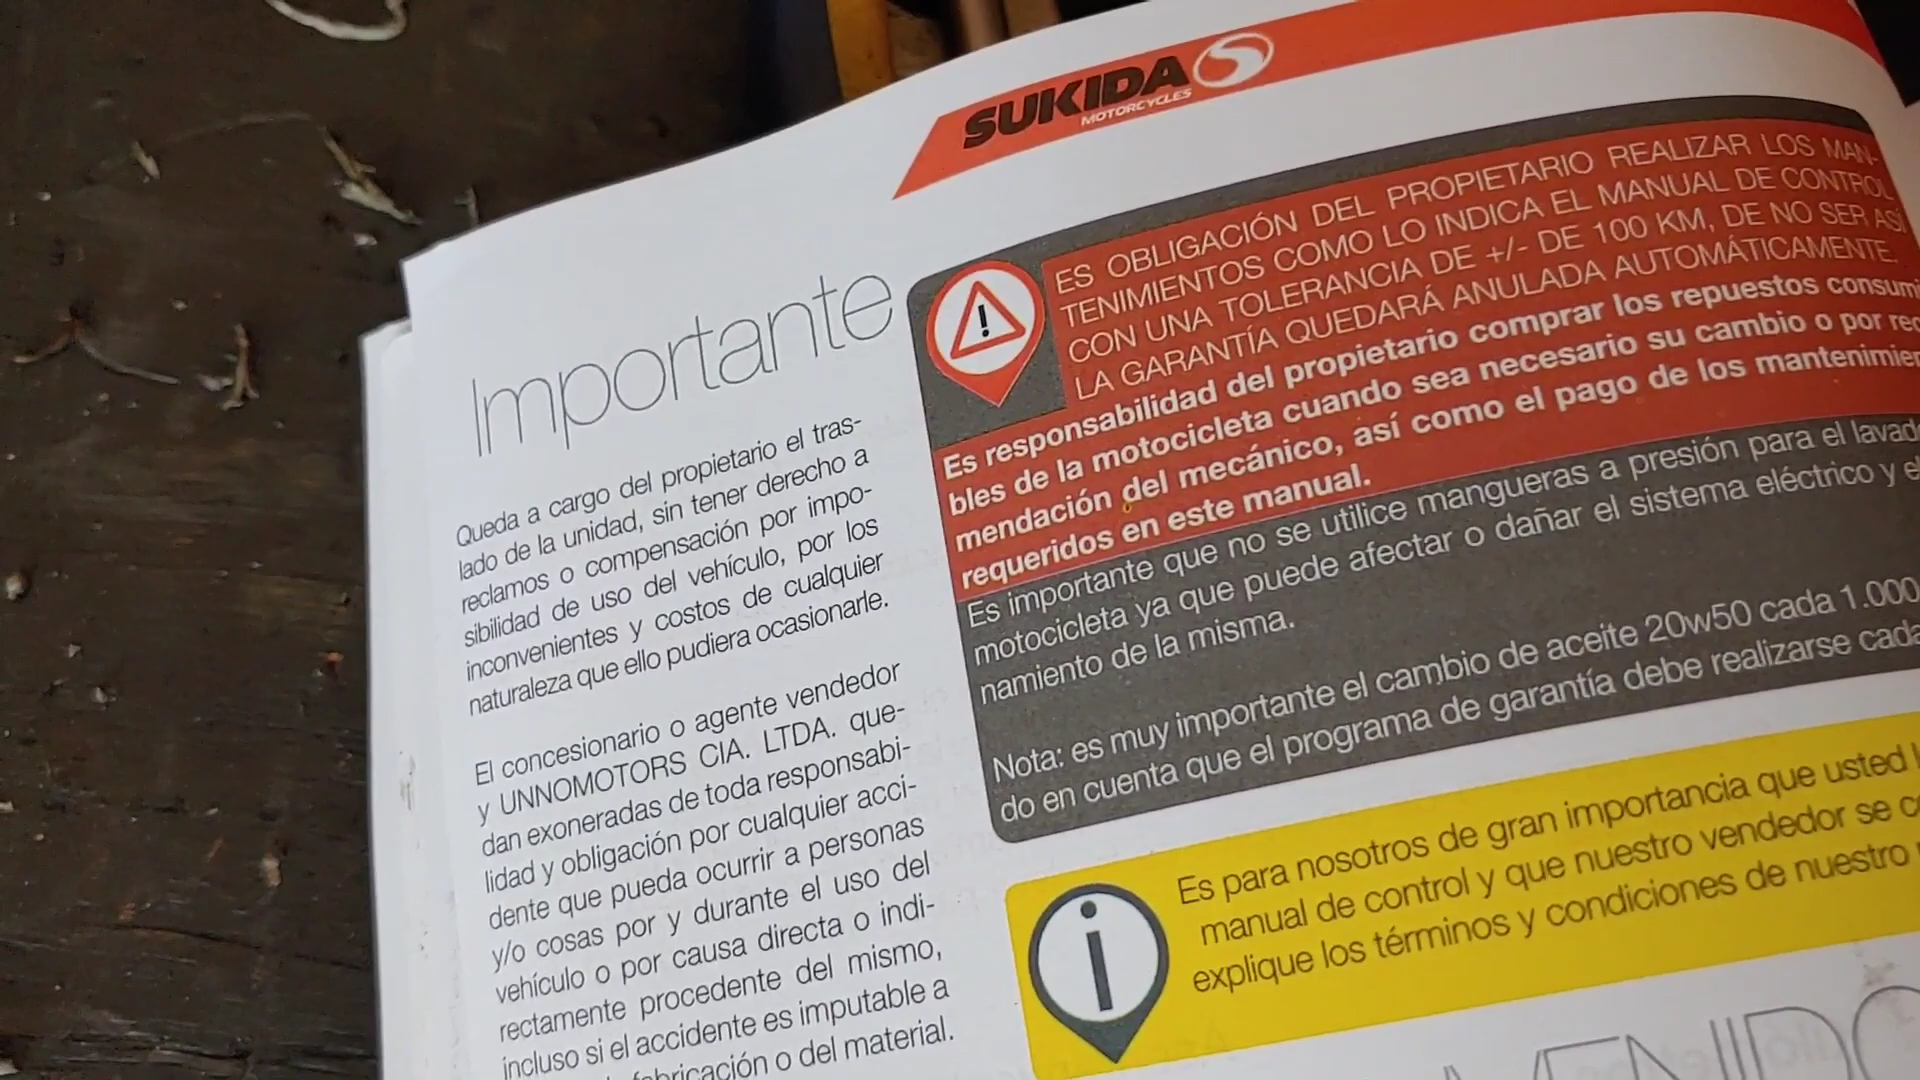 SUKIDA
MOTORCYCLES
Importante
Queda a cargo del propietario el tras-
lado de la unidad, sin tener derecho a
reclamos o compensación por impo-
sibilidad de uso del vehículo, por los
inconvenientes y costos de cualquier
naturaleza que ello pudiera ocasionarle.
El concesionario o agente vendedor
y UNNOMOTORS CIA. LTDA. que-
dan exoneradas de toda responsabi-
lidad y obligación por cualquier acci-
dente que pueda ocurrir a personas
y/o cosas por y durante el uso del
vehículo o por causa directa o indi-
rectamente procedente del mismo,
incluso si el accidente es imputable a
fabricación o del material.
ES OBLIGACIÓN DEL PROPIETARIO REALIZAR LOS MAN-
TENIMIENTOS COMO LO INDICA EL MANUAL DE CONTROL
CON UNA TOLERANCIA DE +/- DE 100 KM, DE NO SER ASÍ
LA GARANTÍA QUEDARÁ ANULADA AUTOMÁTICAMENTE.
Es responsabilidad del propietario comprar los repuestos consumi
bles de la motocicleta cuando sea necesario su cambio o por rec
mendación del mecánico, así como el pago de los mantenimien
requeridos en este manual.
Es importante que no se utilice mangueras a presión para el lavad
motocicleta ya que puede afectar o dañar el sistema eléctrico y el
namiento de la misma.
Nota: es muy importante el cambio de aceite 20w50 cada 1.000
do en cuenta que el programa de garantía debe realizarse cada
Es para nosotros de gran importancia que usted l
manual de control y que nuestro vendedor se c
explique los términos y condiciones de nuestro